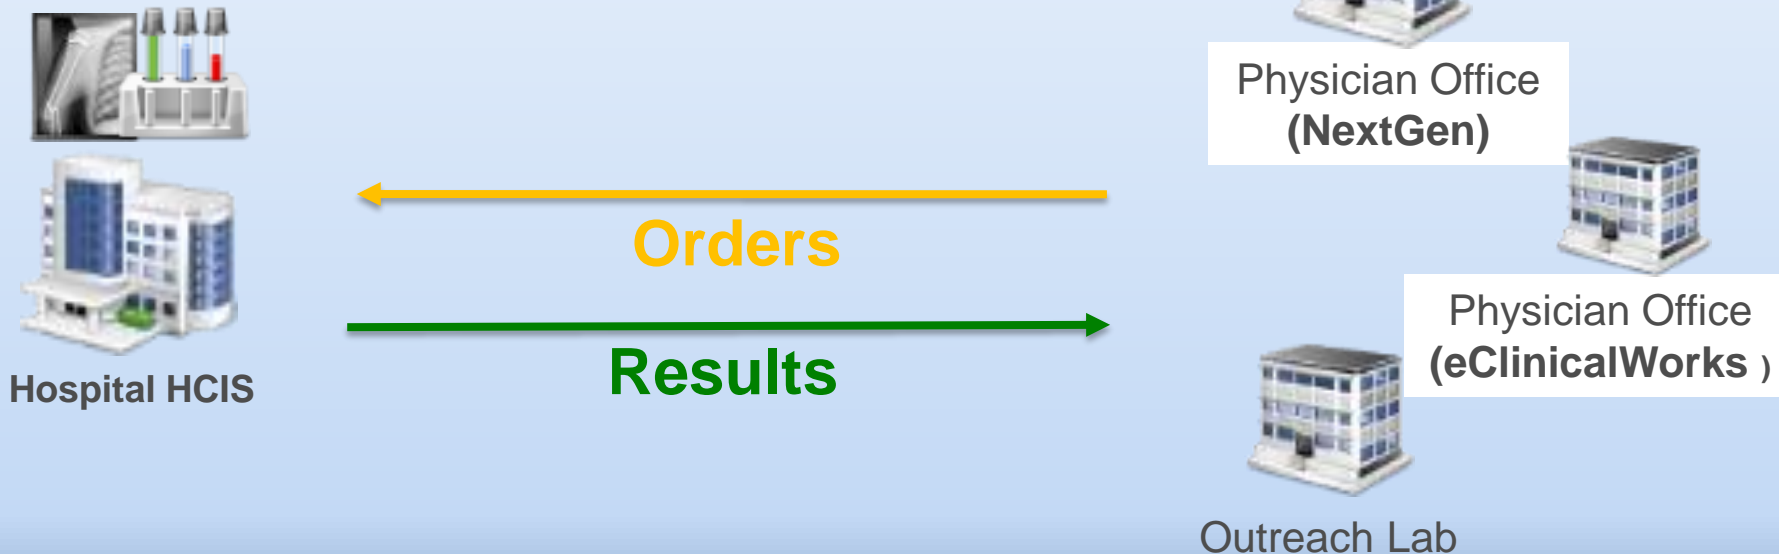 Physician Office
(NextGen)
Orders
Physician Office
(eClinicalWorks )
Results
Hospital HCIS
Outreach Lab